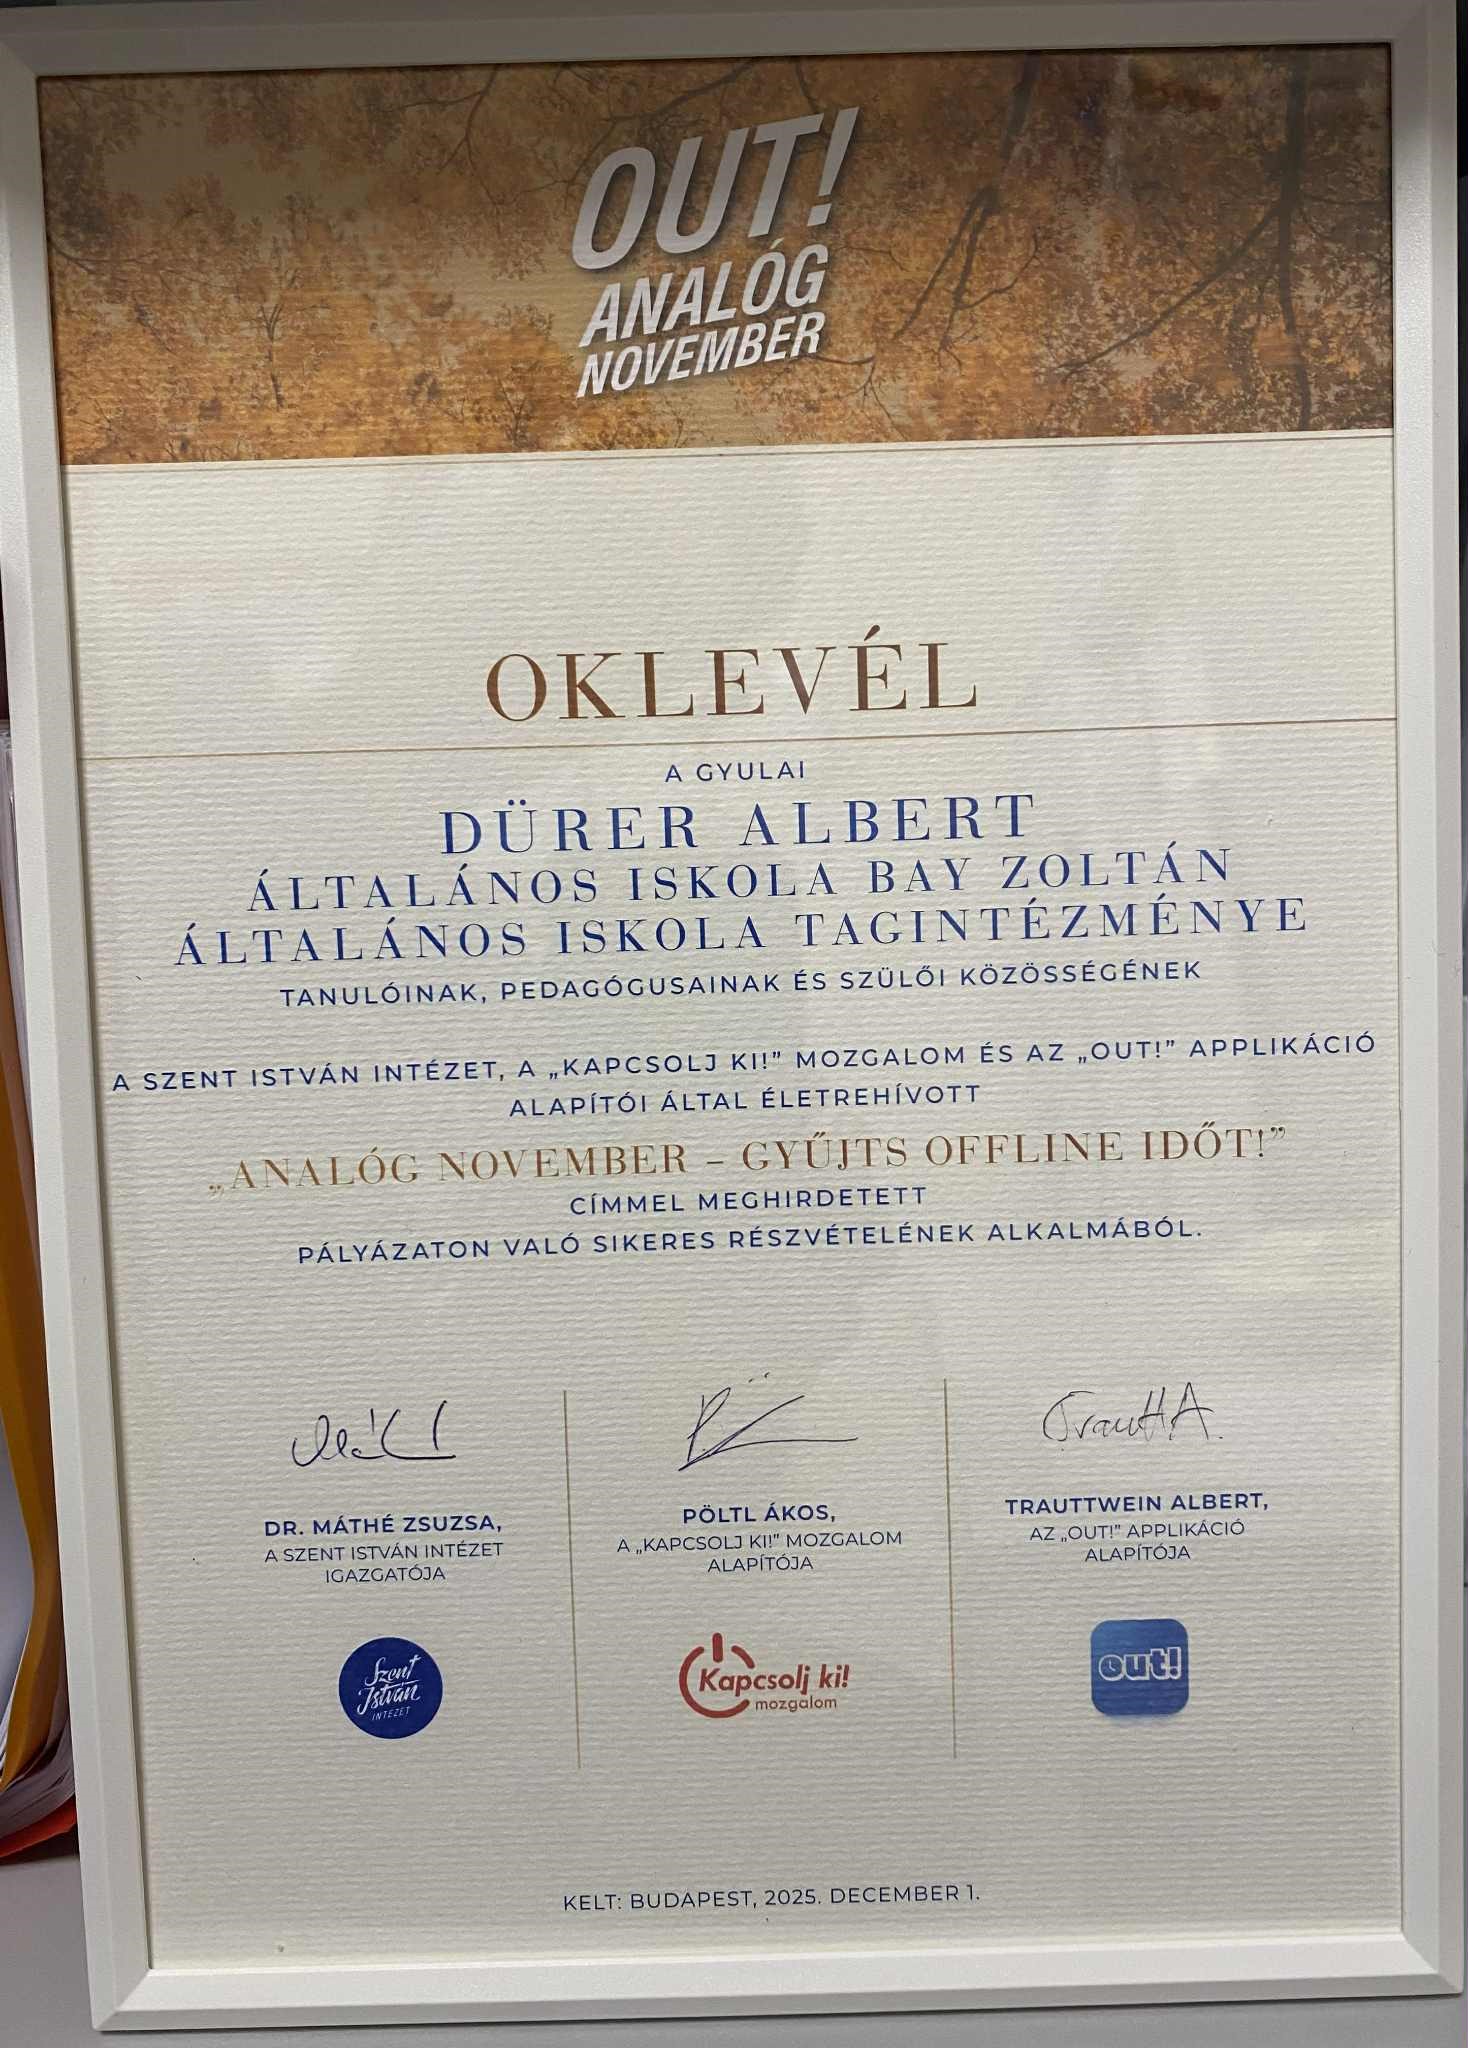 OUT!
ANALÓG
NOVEMBER
OKLEVÉL
A GYULAI
DÜRER ALBERT
ÁLTALÁNOS ISKOLA BAY ZOLTÁN
ÁLTALÁNOS ISKOLA TAGINTÉZMÉNYE
TANULÓINAK, PEDAGÓGUSAINAK ÉS SZÜLŐI KÖZÖSSÉGÉNEK
A SZENT ISTVÁN INTÉZET, A „KAPCSOLJ KI!” MOZGALOM ÉS AZ „OUT!” APPLIKÁCIÓ
ALAPÍTÓI ÁLTAL ÉLETREHÍVOTT
„ANALÓG NOVEMBER – GYŰJTS OFFLINE IDŐT!”
CÍMMEL MEGHIRDETETT
PÁLYÁZATON VALÓ SIKERES RÉSZVÉTELÉNEK ALKALMÁBÓL.
DR. MÁTHÉ ZSUZSA,
A SZENT ISTVÁN INTÉZET
IGAZGATÓJA
Szent
István
INTÉZET
PÖLTL ÁKOS,
A „KAPCSOLJ KI!” MOZGALOM
ALAPÍTÓJA
Kapcsolj ki!
mozgalom
TRAUTTWEIN ALBERT,
AZ „OUT!” APPLIKÁCIÓ
ALAPÍTÓJA
out!
KELT: BUDAPEST, 2025. DECEMBER 1.